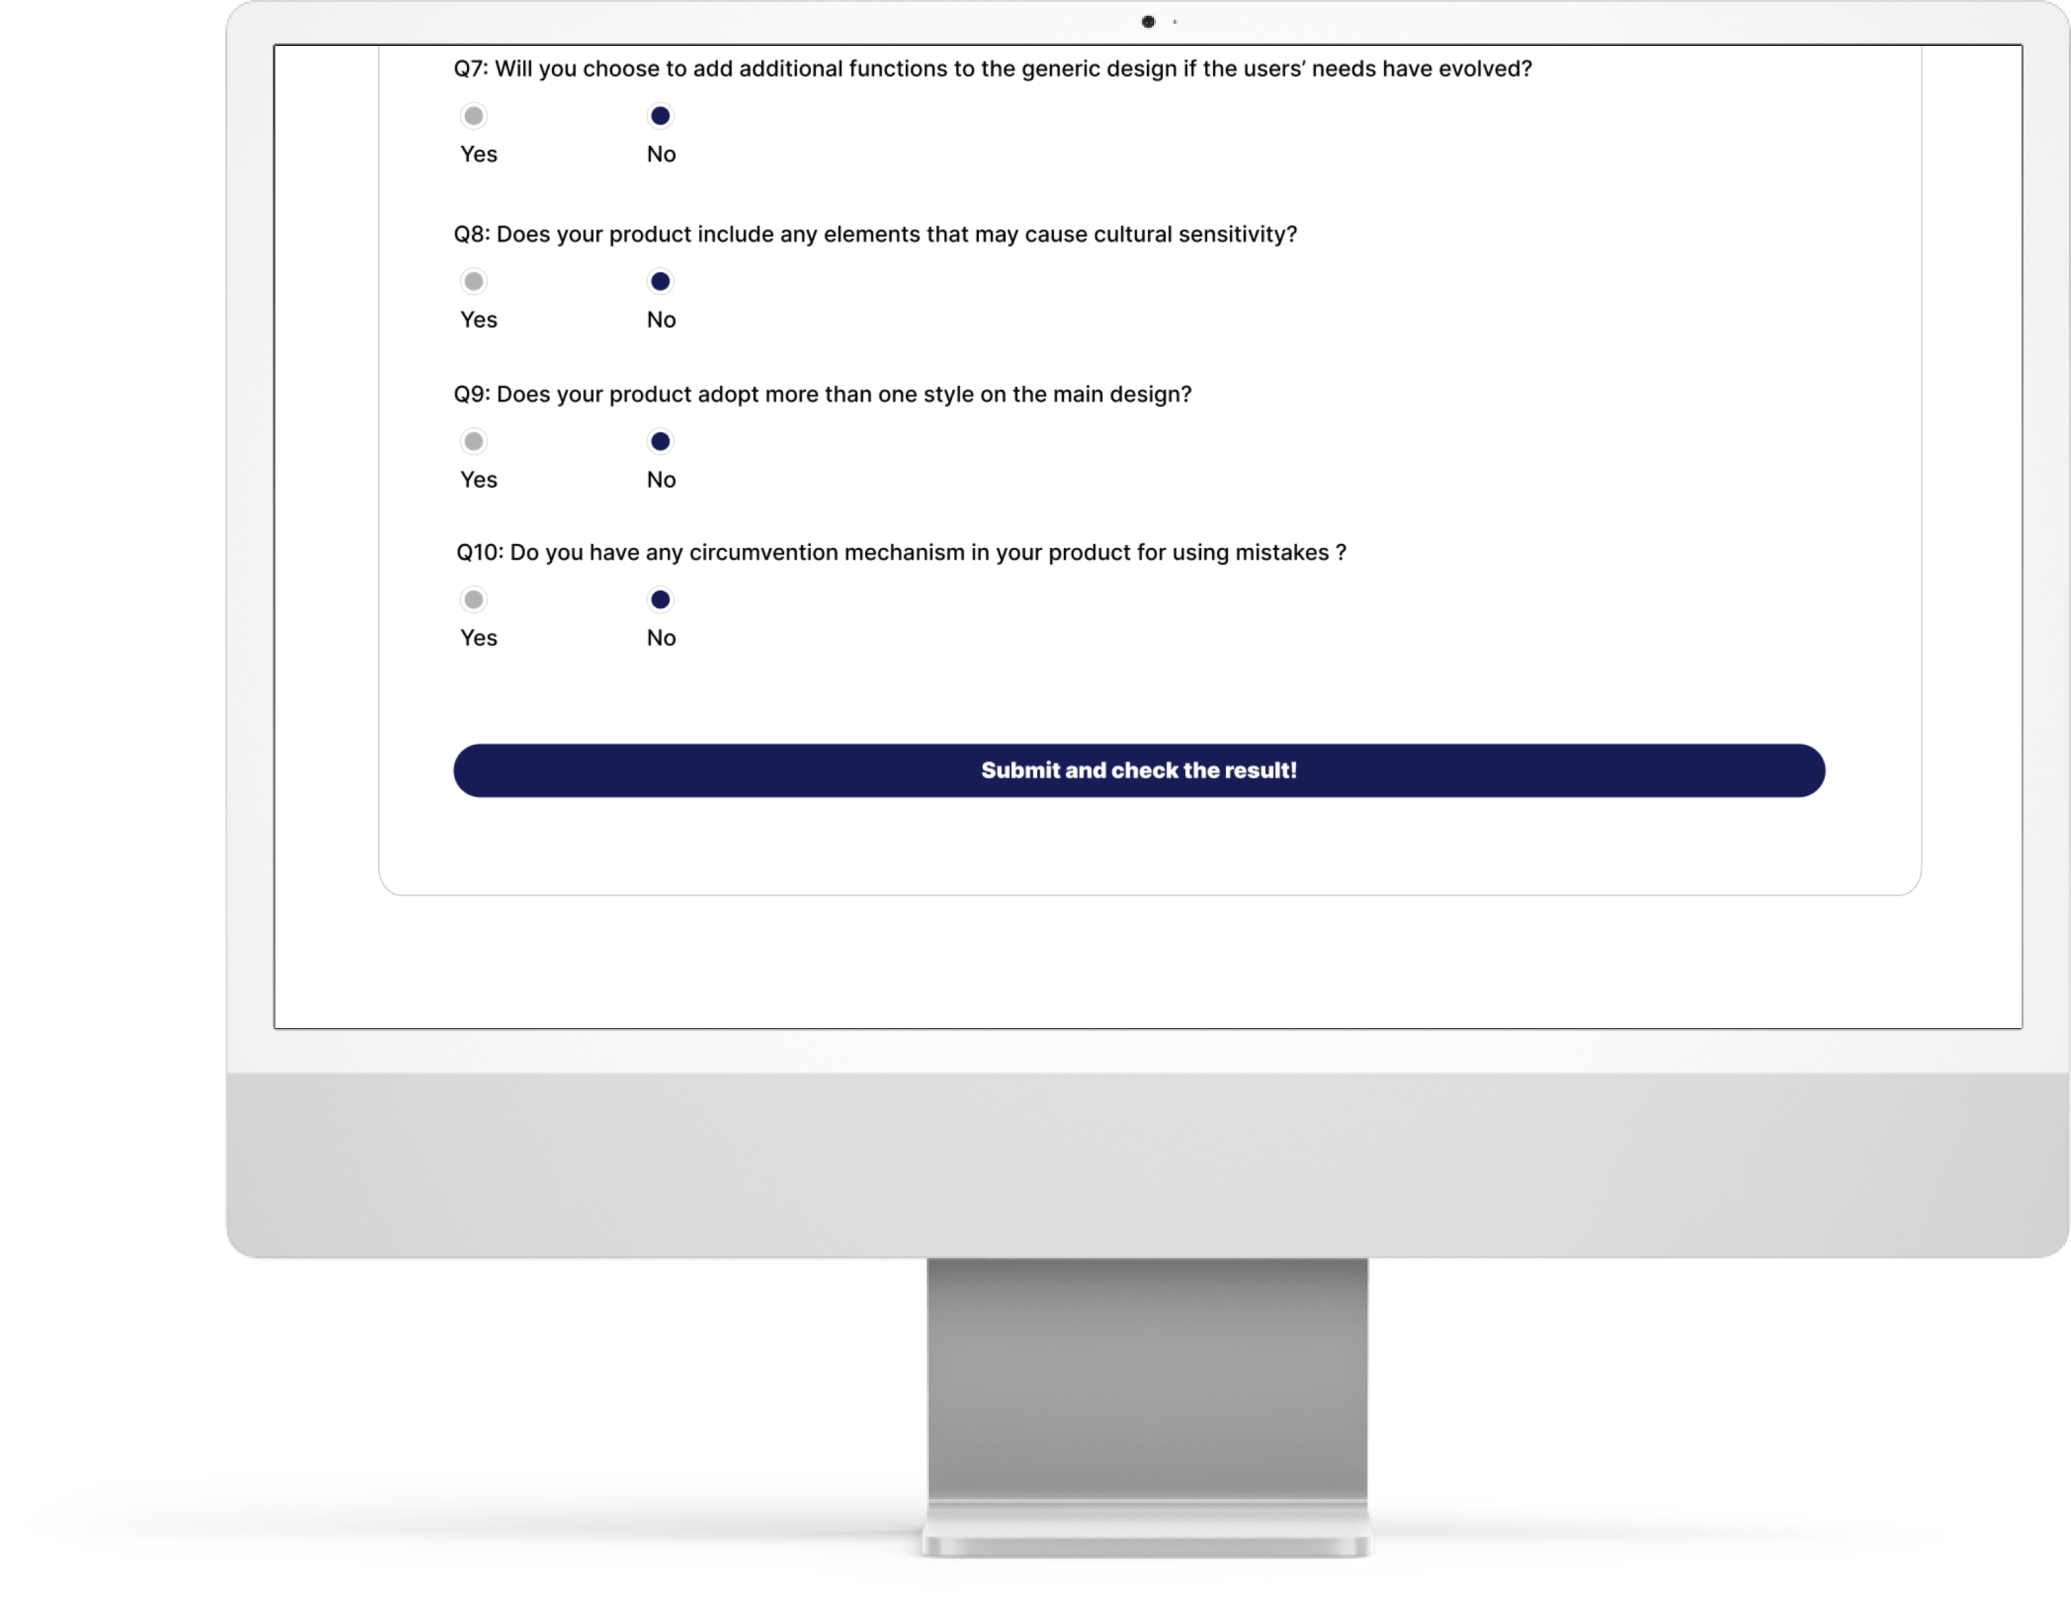 Q7: Will you choose to add additional functions to the generic design if the users’ needs have evolved?
Yes No
Q8: Does your product include any elements that may cause cultural sensitivity?
Yes No
Q9: Does your product adopt more than one style on the main design?
Yes No
Q10: Do you have any circumvention mechanism in your product for using mistakes ?
Yes No
Submit and check the result!